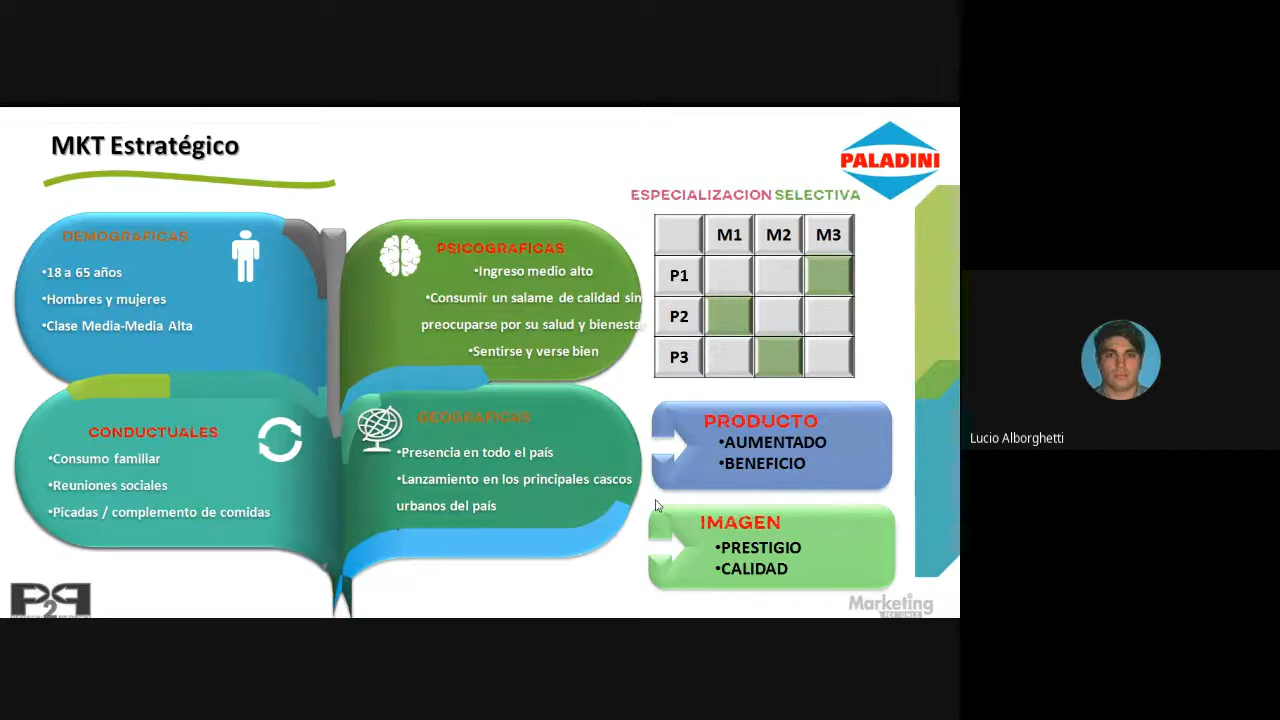 MKT Estratégico
PALADINI
DEMOGRAFICAS
•18 a 65 años
•Hombres y mujeres
•Clase Media-Media Alta
PSICOGRAFICAS
•Ingreso medio alto
•Consumir un salame de calidad sin
preocuparse por su salud y bienesta
•Sentirse y verse bien
CONDUCTUALES
•Consumo familiar
•Reuniones sociales
•Picadas / complemento de comidas
GEOGRAFICAS
•Presencia en todo el país
•Lanzamiento en los principales cascos
urbanos del país
ESPECIALIZACION SELECTIVA
M1 M2 M3
P1
P2
P3
PRODUCTO
•AUMENTADO
•BENEFICIO
IMAGEN
•PRESTIGIO
•CALIDAD
P2P
Marketing
Lucio Alborghetti